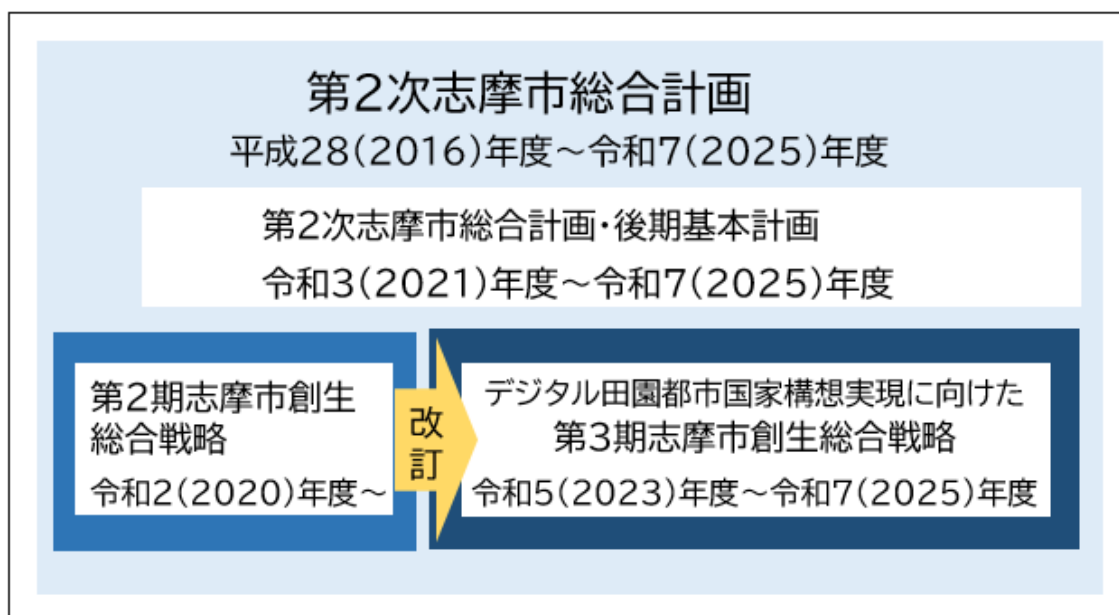 第2次志摩市総合計画
平成28(2016)年度～令和7(2025)年度
第2次志摩市総合計画・後期基本計画
令和3(2021)年度～令和7(2025)年度
第2期志摩市創生
総合戦略
令和2(2020)年度～
改訂
デジタル田園都市国家構想実現に向けた
第3期志摩市創生総合戦略
令和5(2023)年度～令和7(2025)年度